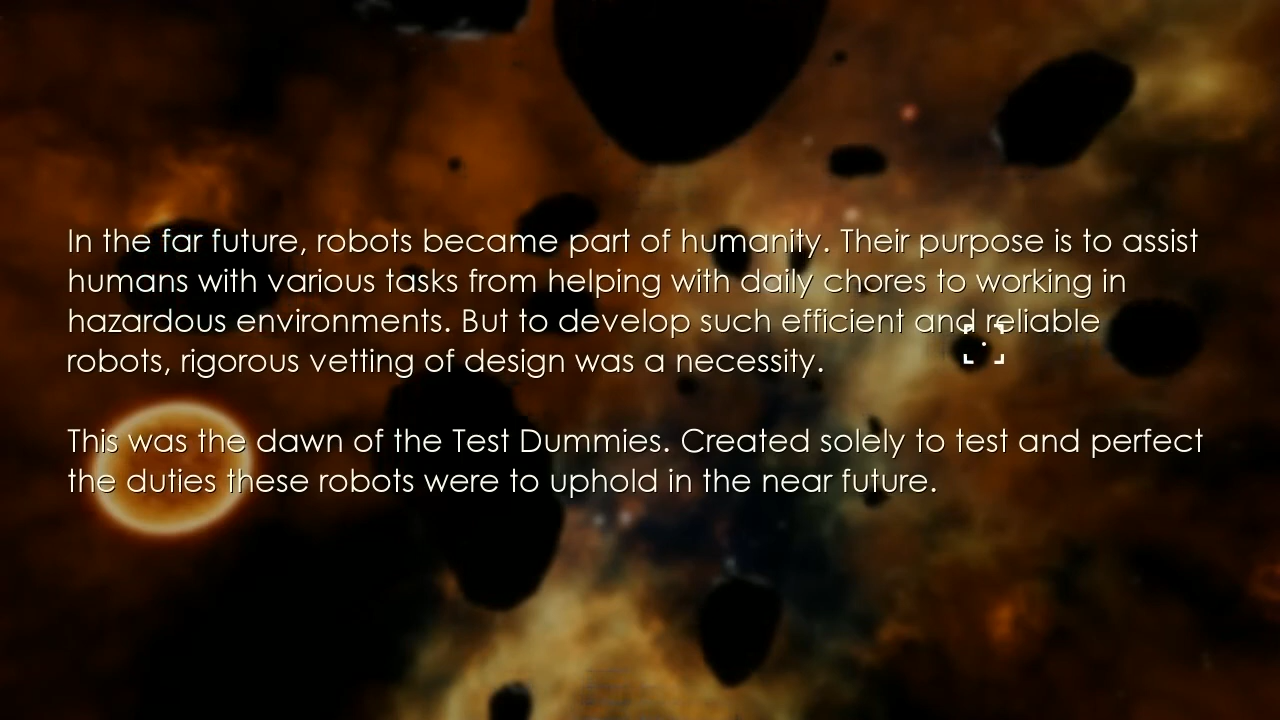 In the far future, robots became part of humanity. Their purpose is to assist
humans with various tasks from helping with daily chores to working in
hazardous environments. But to develop such efficient and reliable
robots, rigorous vetting of design was a necessity.
This was the dawn of the Test Dummies. Created solely to test and perfect
the duties these robots were to uphold in the near future.